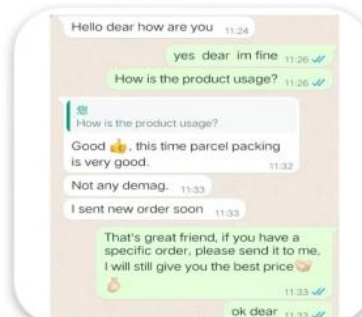 Hello dear how are you 11:24
yes dear im fine 11:26
How is the product usage? 11:26
您
How is the product usage?
Good 👍, this time parcel packing
is very good. 11:32
Not any demag. 11:33
I sent new order soon 11:33
That's great friend, if you have a
specific order, please send it to me,
I will still give you the best price🤝
👌
11:33
ok dear 11:33